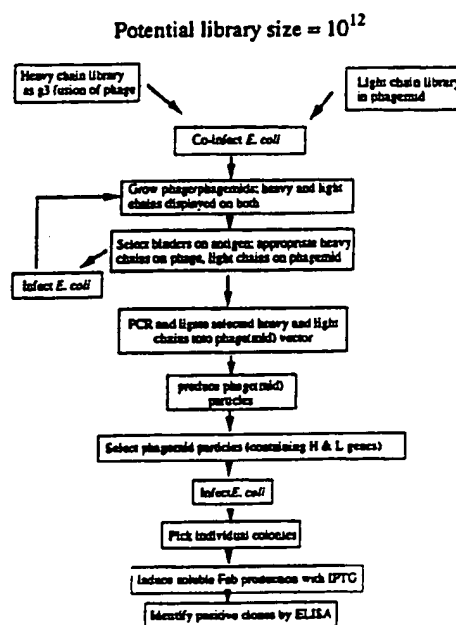 Potential library size = 10¹²
Heavy chain library
as g3 fusion of phage
Light chain library
in phagemid
Co-infect E. coli
Grow phage/phagemids; heavy and light
chains displayed on both
Select binders on antigen; appropriate heavy
chains on phage, light chains on phagemid
Infect E. coli
PCR and ligate selected heavy and light
chains into phage(mid) vector
produce phage(mid)
particles
Select phagemid particles (containing H & L genes)
Infect E. coli
Pick individual colonies
Induce soluble Fab production with IPTG
Identify positive clones by ELISA